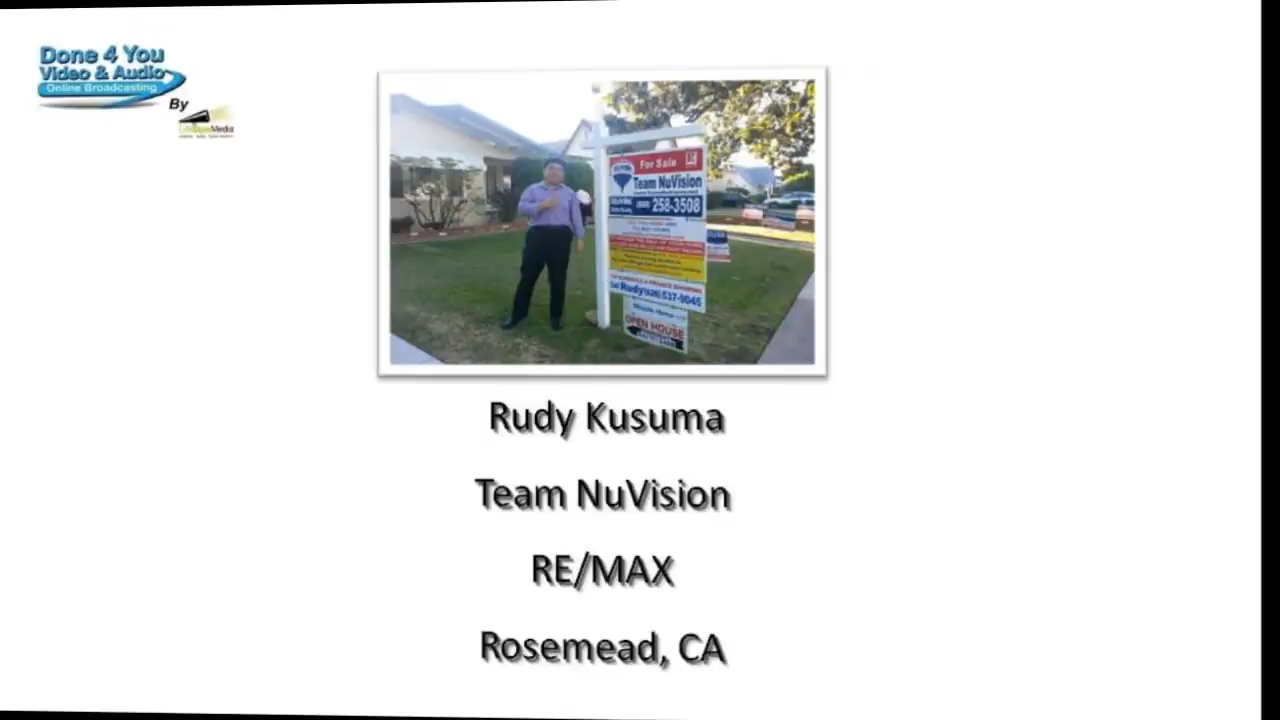 Done 4 You
Video & Audio
Online Broadcasting
By
Media
For Sale
Team NuVision
258-3508
Rudy
537-9045
OPEN HOUSE
Rudy Kusuma
Team NuVision
RE/MAX
Rosemead, CA